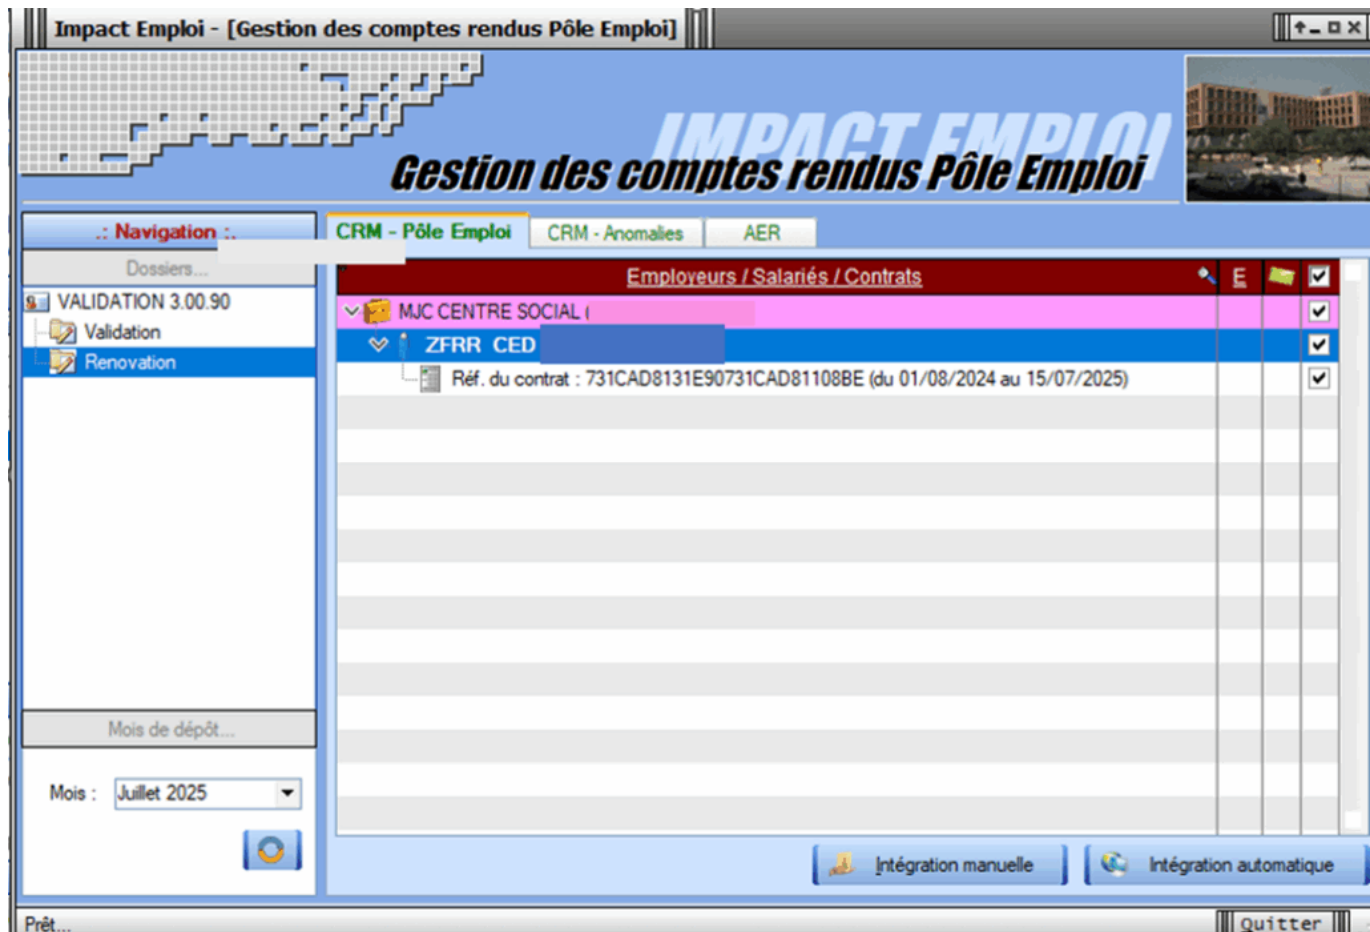 Impact Emploi - [Gestion des comptes rendus Pôle Emploi]
IMPACT EMPLOI
Gestion des comptes rendus Pôle Emploi
.: Navigation :.
CRM - Pôle Emploi
CRM - Anomalies
AER
Dossiers...
Employeurs / Salariés / Contrats
E
VALIDATION 3.00.90
MJC CENTRE SOCIAL (
Validation
ZFRR CED
Renovation
Réf. du contrat : 731CAD8131E90731CAD81108BE (du 01/08/2024 au 15/07/2025)
Mois de dépôt...
Mois :
Juillet 2025
Intégration manuelle
Intégration automatique
Prêt...
Quitter